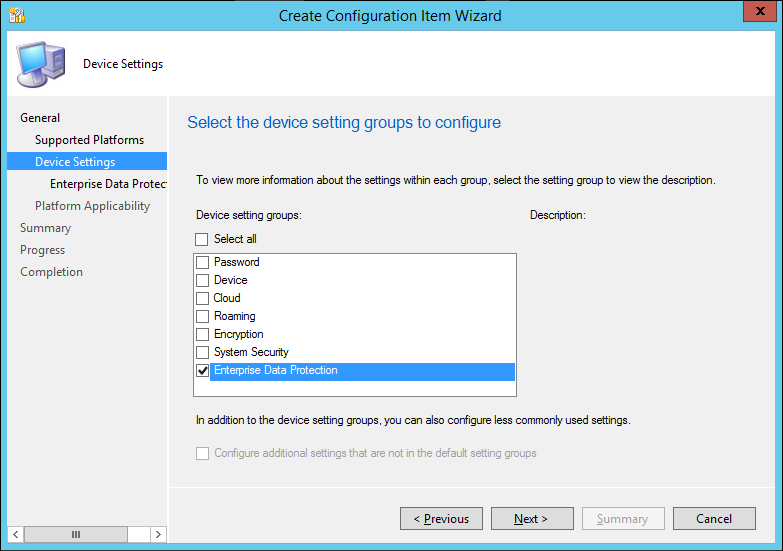 Create Configuration Item Wizard
x
Device Settings
General
Supported Platforms
Device Settings
Enterprise Data Protec
Platform Applicability
Summary
Progress
Completion
Select the device setting groups to configure
To view more information about the settings within each group, select the setting group to view the description.
Device setting groups:
Description:
Select all
Password
Device
Cloud
Roaming
Encryption
System Security
Enterprise Data Protection
In addition to the device setting groups, you can also configure less commonly used settings.
Configure additional settings that are not in the default setting groups
< Previous
Next >
Summary
Cancel